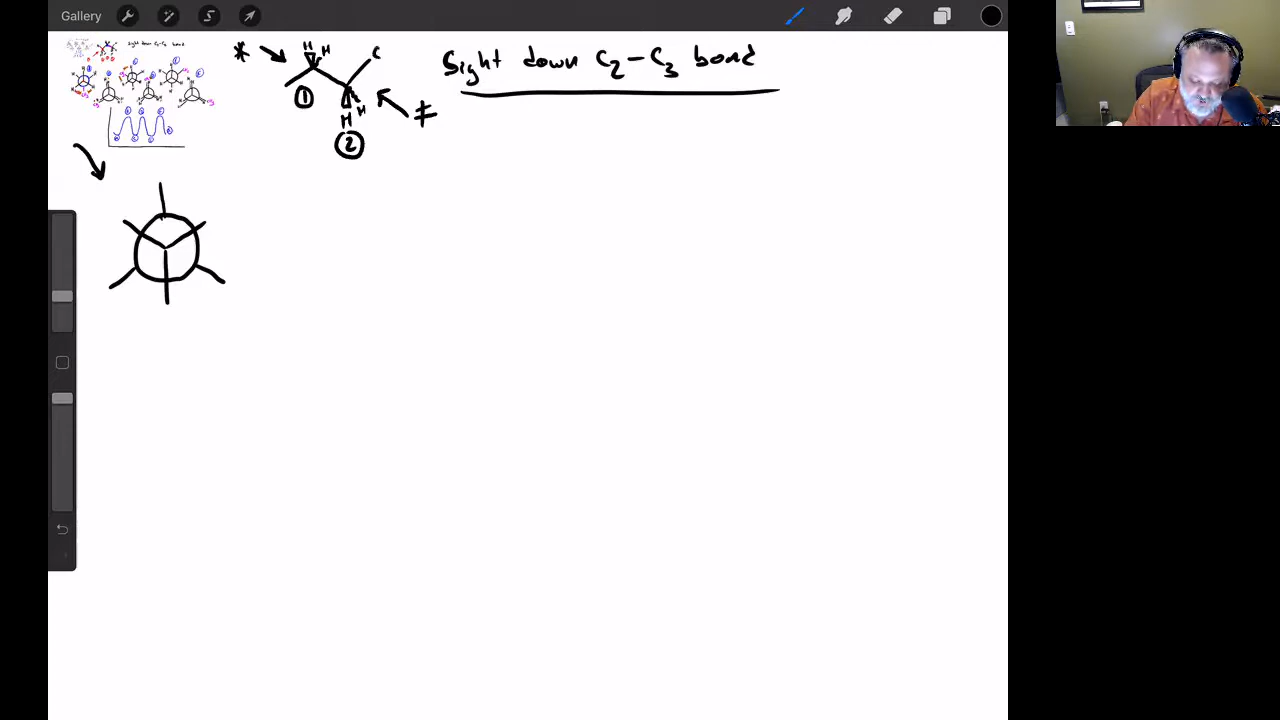 Gallery
Sight down C2-C3 bond
* H H C
① H H ≠
②